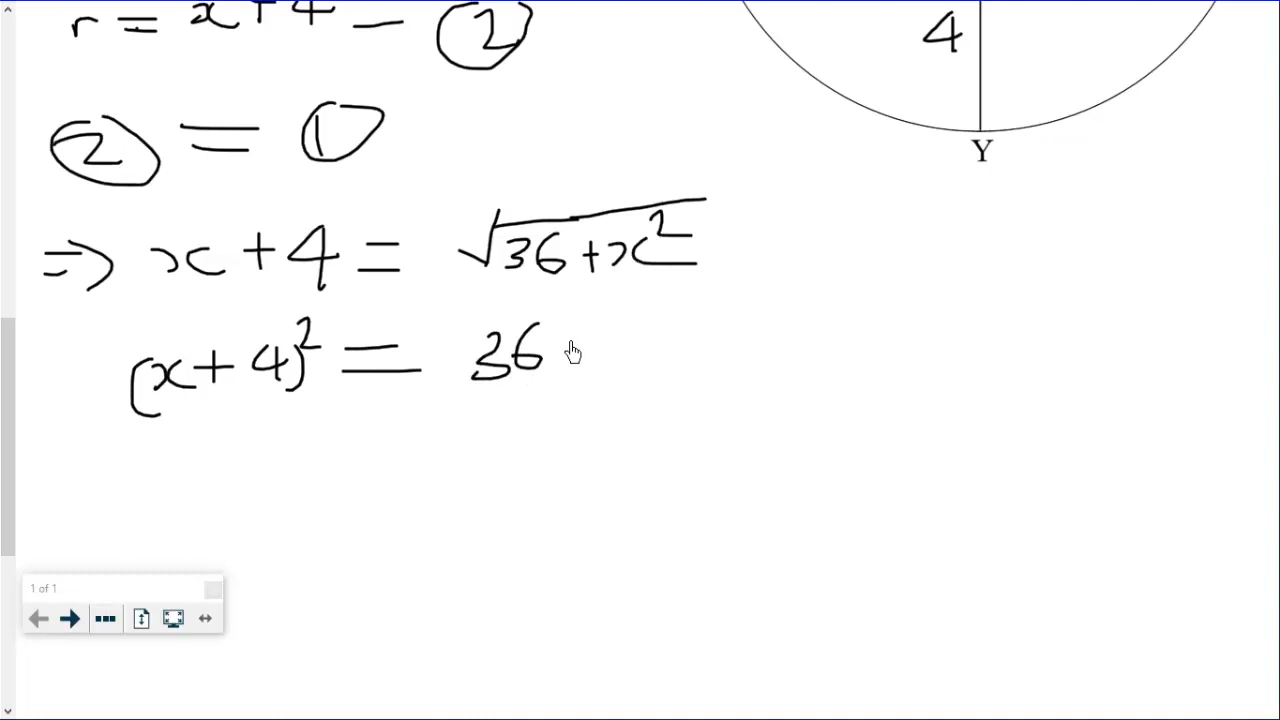 r = x + 4 — ②
4
Y
② = ①
⇒ x + 4 = √36 + x²
(x + 4)² = 36
1 of 1